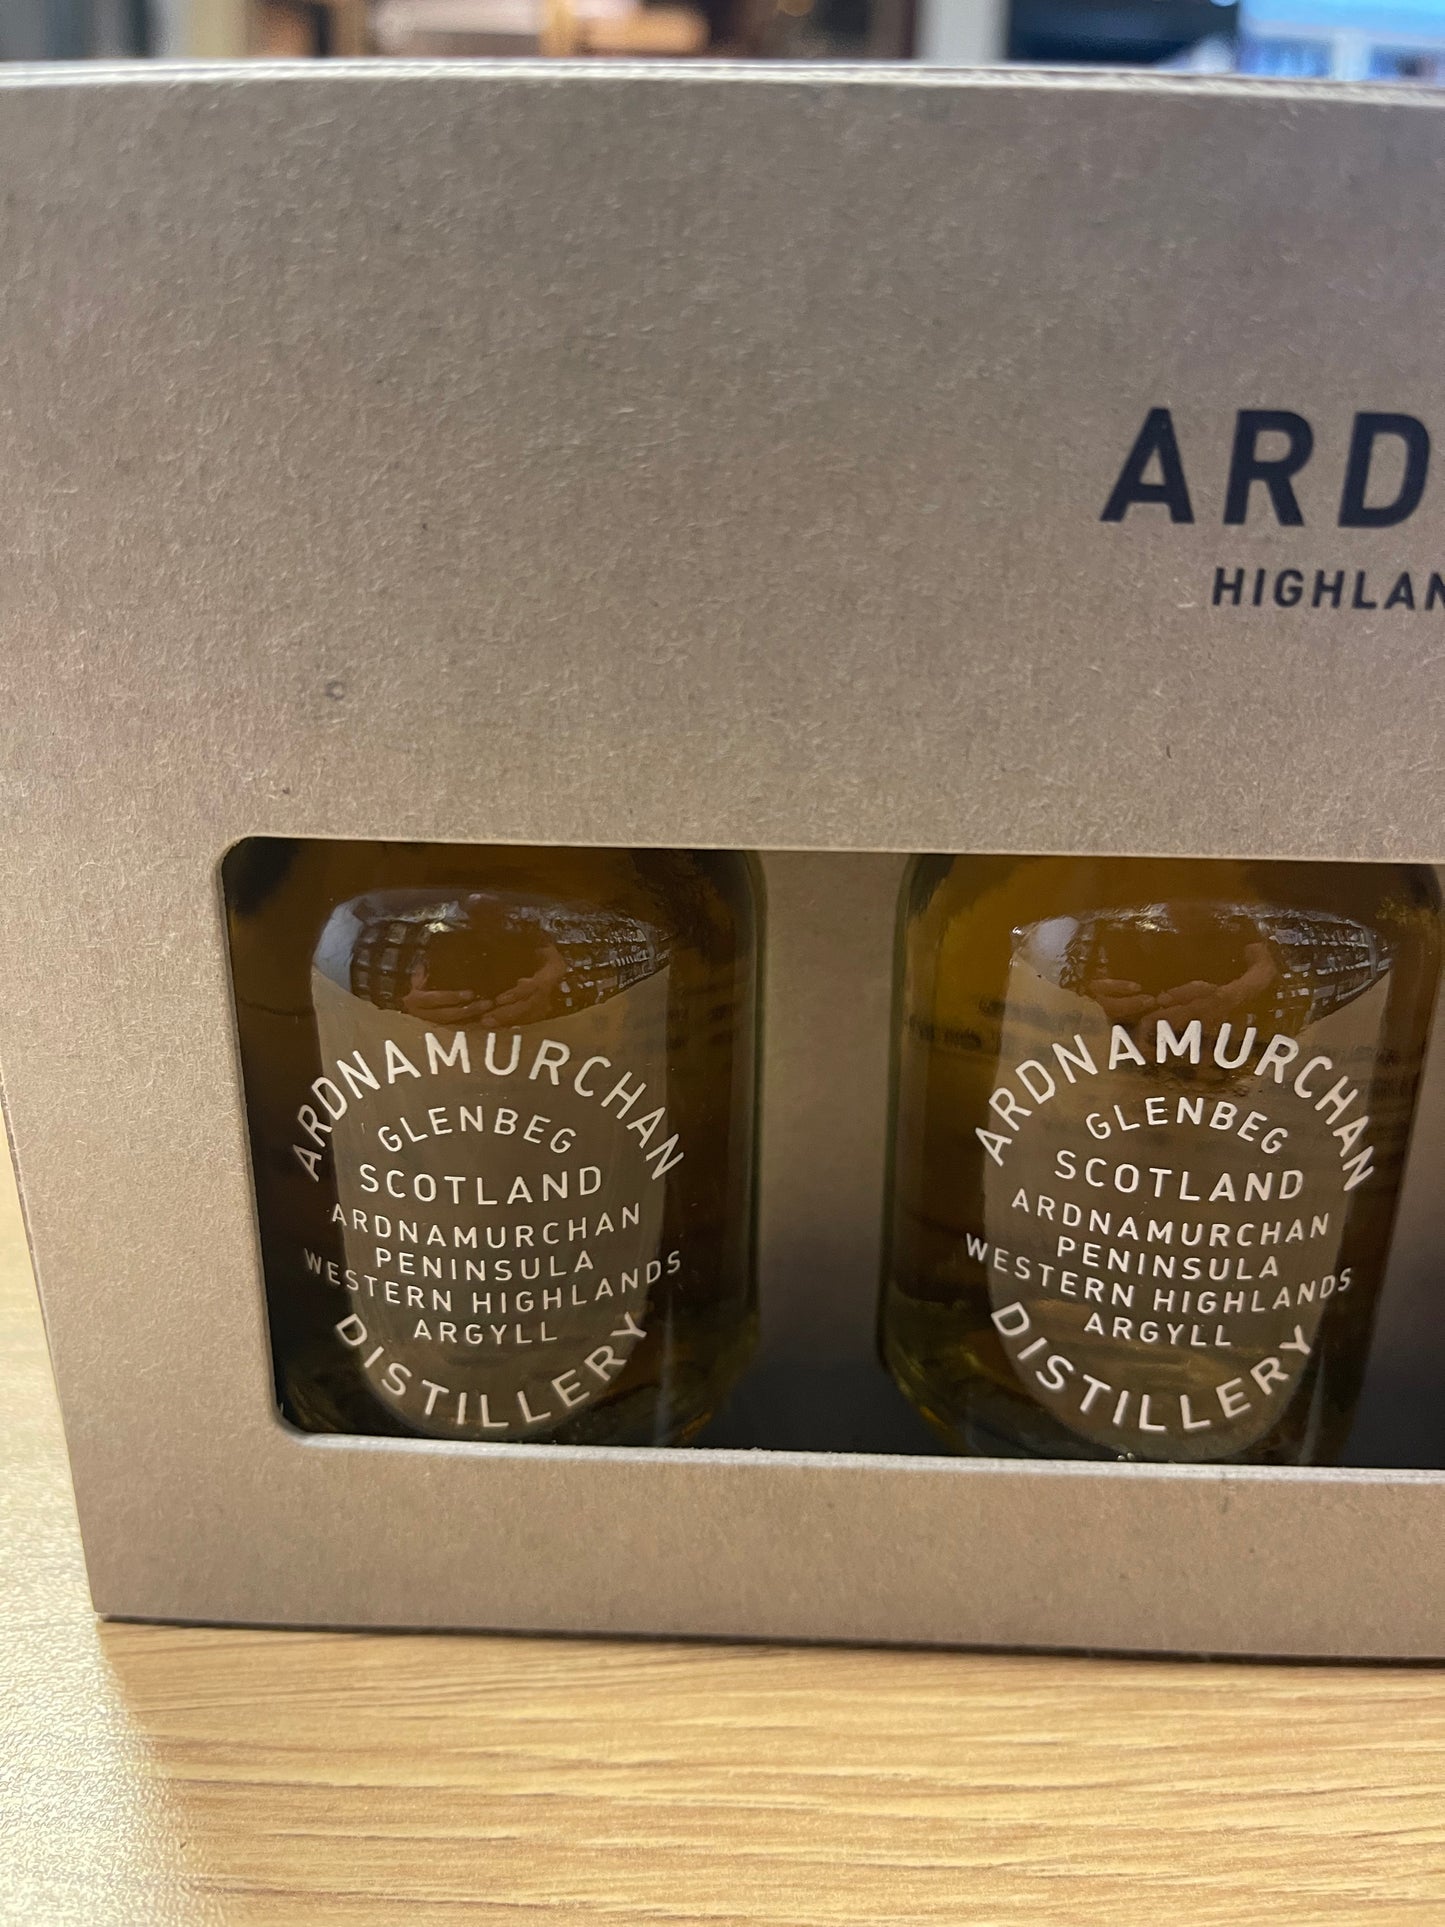 ARD
HIGHLAN
ARDNAMURCHAN
GLENBEG
SCOTLAND
ARDNAMURCHAN
PENINSULA
WESTERN HIGHLANDS
ARGYLL
DISTILLERY
ARDNAMURCHAN
GLENBEG
SCOTLAND
ARDNAMURCHAN
PENINSULA
WESTERN HIGHLANDS
ARGYLL
DISTILLERY